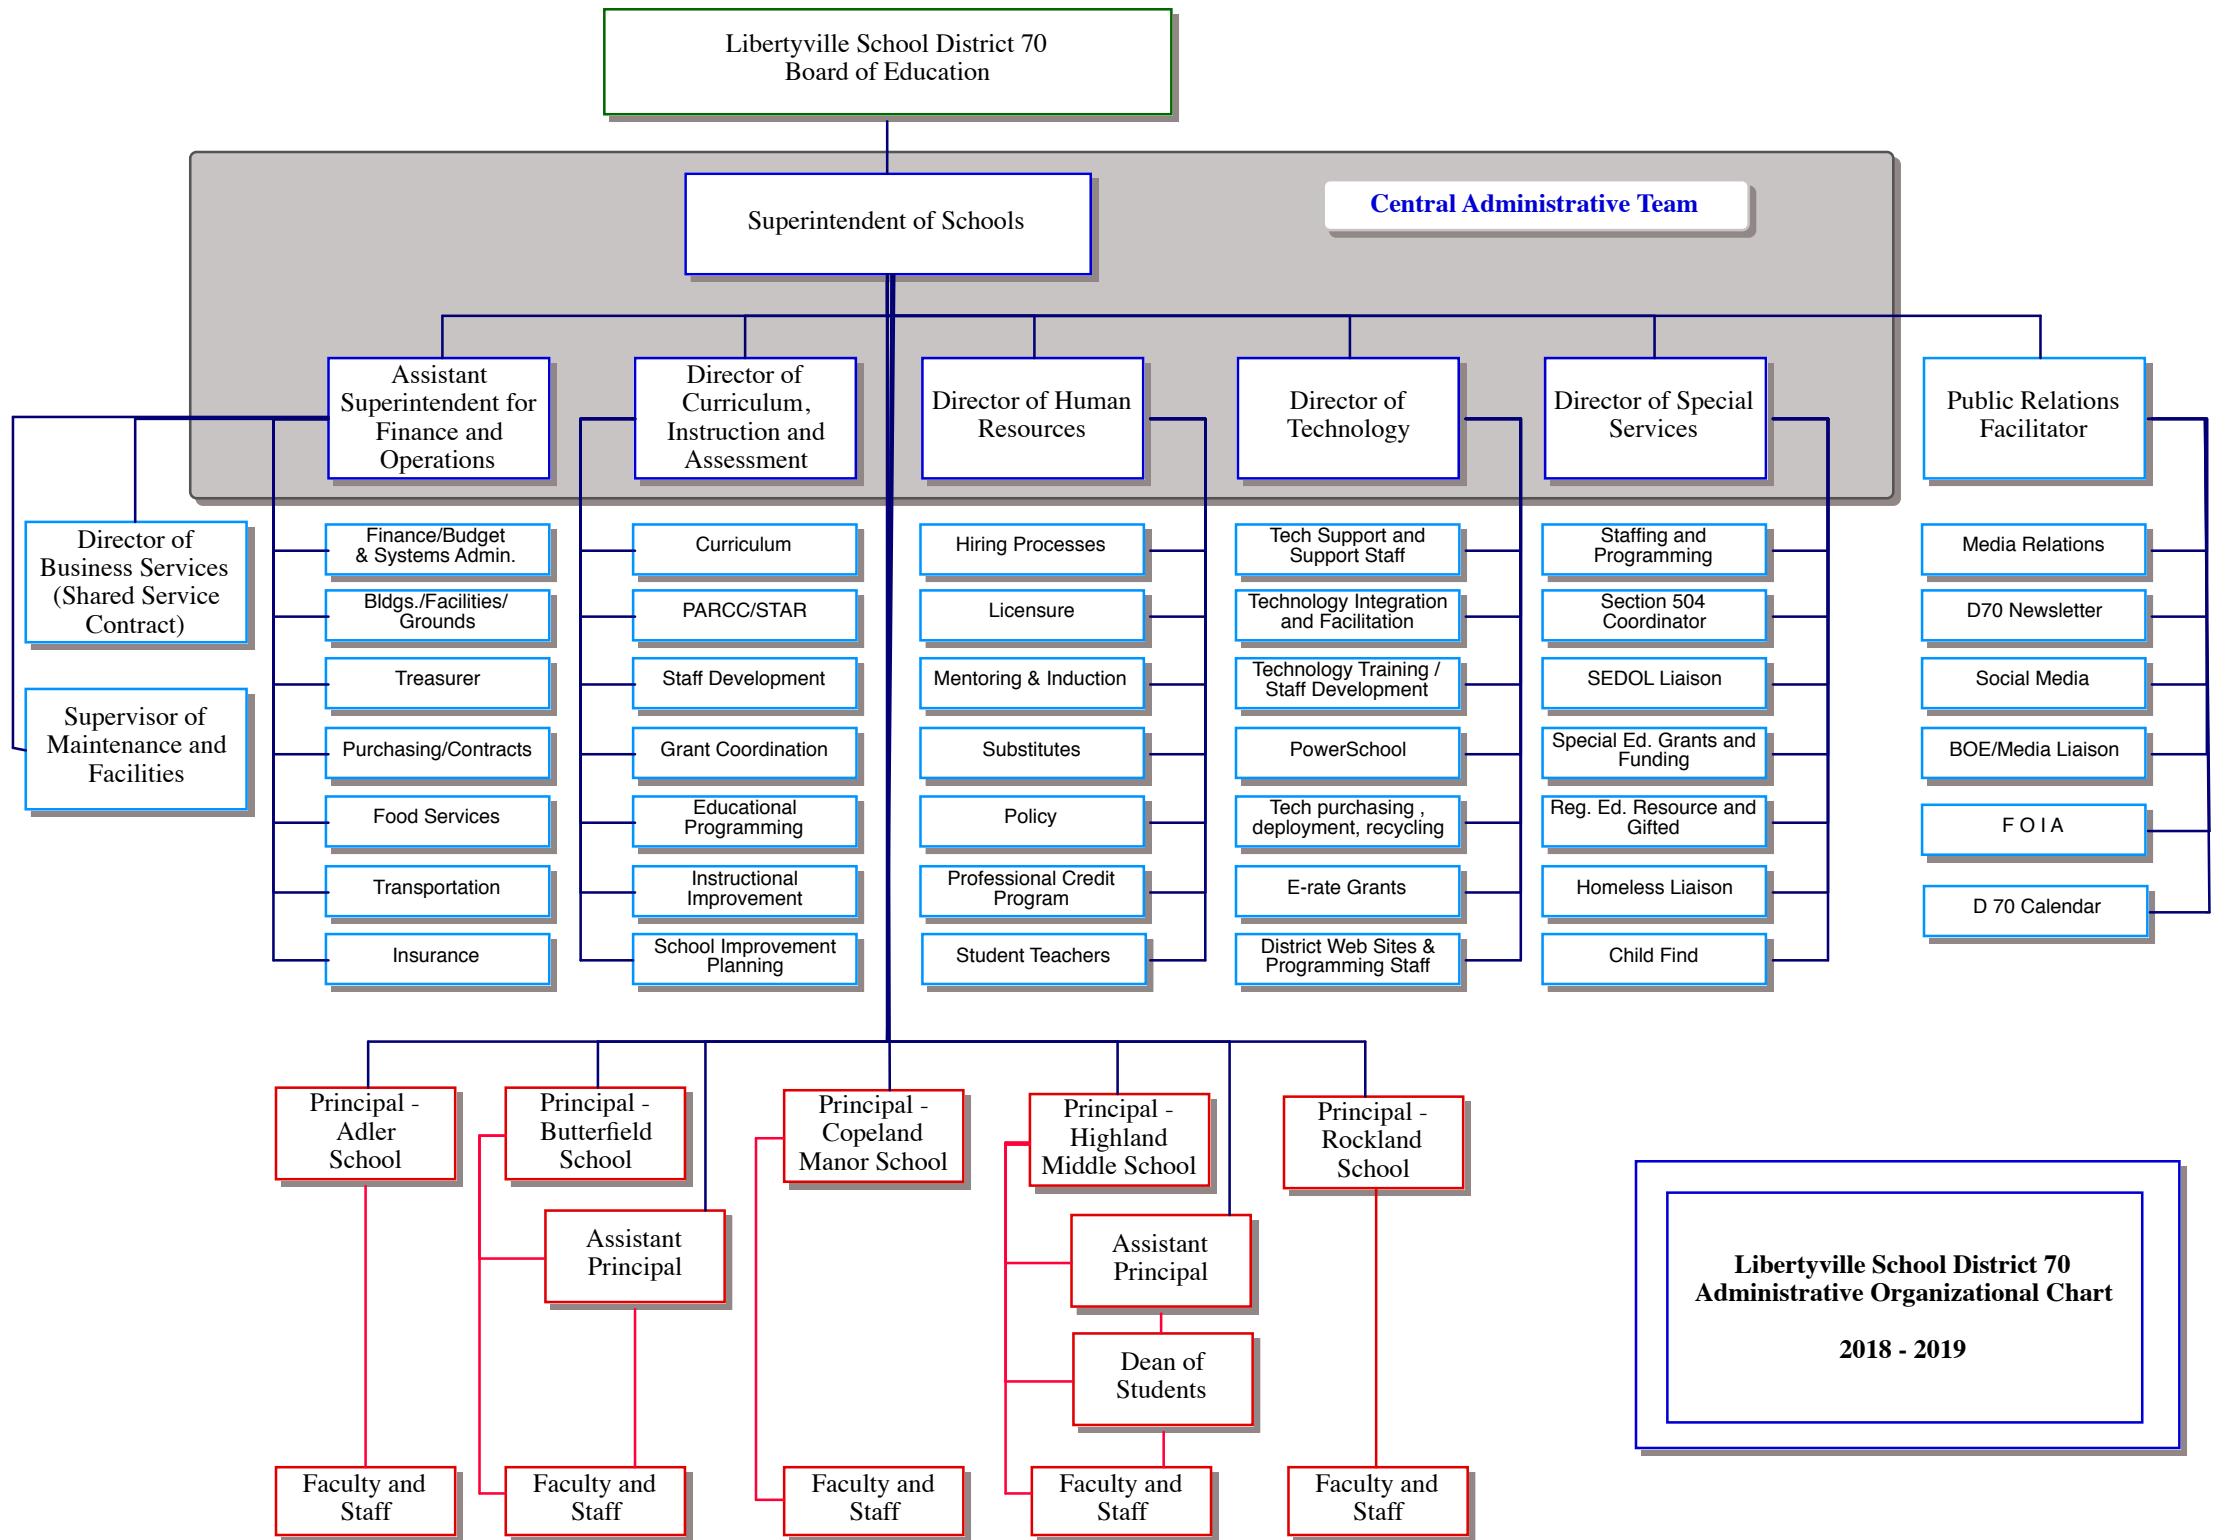 Libertyville School District 70
Board of Education
Superintendent of Schools
Central Administrative Team
Assistant
Superintendent for
Finance and
Operations
Director of
Curriculum,
Instruction and
Assessment
Director of Human
Resources
Director of
Technology
Director of Special
Services
Public Relations
Facilitator
Director of
Business Services
(Shared Service
Contract)
Supervisor of
Maintenance and
Facilities
Finance/Budget
& Systems Admin.
Bldgs./Facilities/
Grounds
Treasurer
Purchasing/Contracts
Food Services
Transportation
Insurance
Curriculum
PARCC/STAR
Staff Development
Grant Coordination
Educational
Programming
Instructional
Improvement
School Improvement
Planning
Hiring Processes
Licensure
Mentoring & Induction
Substitutes
Policy
Professional Credit
Program
Student Teachers
Tech Support and
Support Staff
Technology Integration
and Facilitation
Technology Training /
Staff Development
PowerSchool
Tech purchasing ,
deployment, recycling
E-rate Grants
District Web Sites &
Programming Staff
Staffing and
Programming
Section 504
Coordinator
SEDOL Liaison
Special Ed. Grants and
Funding
Reg. Ed. Resource and
Gifted
Homeless Liaison
Child Find
Media Relations
D70 Newsletter
Social Media
BOE/Media Liaison
F O I A
D 70 Calendar
Principal -
Adler
School
Principal -
Butterfield
School
Principal -
Copeland
Manor School
Principal -
Highland
Middle School
Principal -
Rockland
School
Assistant
Principal
Assistant
Principal
Dean of
Students
Faculty and
Staff
Faculty and
Staff
Faculty and
Staff
Faculty and
Staff
Faculty and
Staff
Libertyville School District 70
Administrative Organizational Chart
2018 - 2019